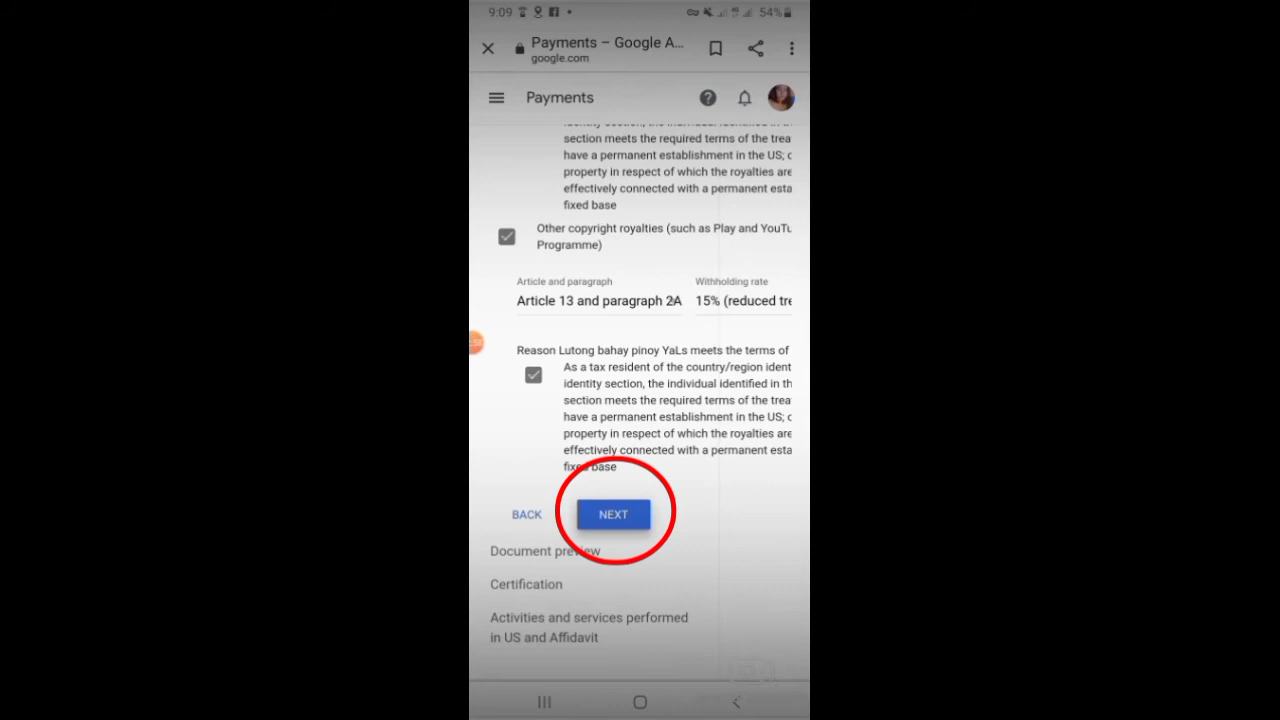 9:09
54%
Payments – Google A...
google.com
Payments
section meets the required terms of the trea
have a permanent establishment in the US; c
property in respect of which the royalties are
effectively connected with a permanent esta
fixed base
Other copyright royalties (such as Play and YouTu
Programme)
Article and paragraph
Withholding rate
Article 13 and paragraph 2A
15% (reduced tre
Reason Lutong bahay pinoy YaLs meets the terms of
As a tax resident of the country/region ident
identity section, the individual identified in th
section meets the required terms of the trea
have a permanent establishment in the US; c
property in respect of which the royalties are
effectively connected with a permanent esta
fixed base
BACK
NEXT
Document preview
Certification
Activities and services performed
in US and Affidavit